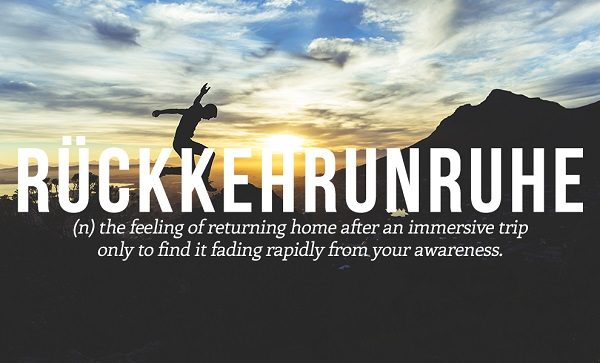 RÜCKKEHRUNRUHE
(n) the feeling of returning home after an immersive trip
only to find it fading rapidly from your awareness.